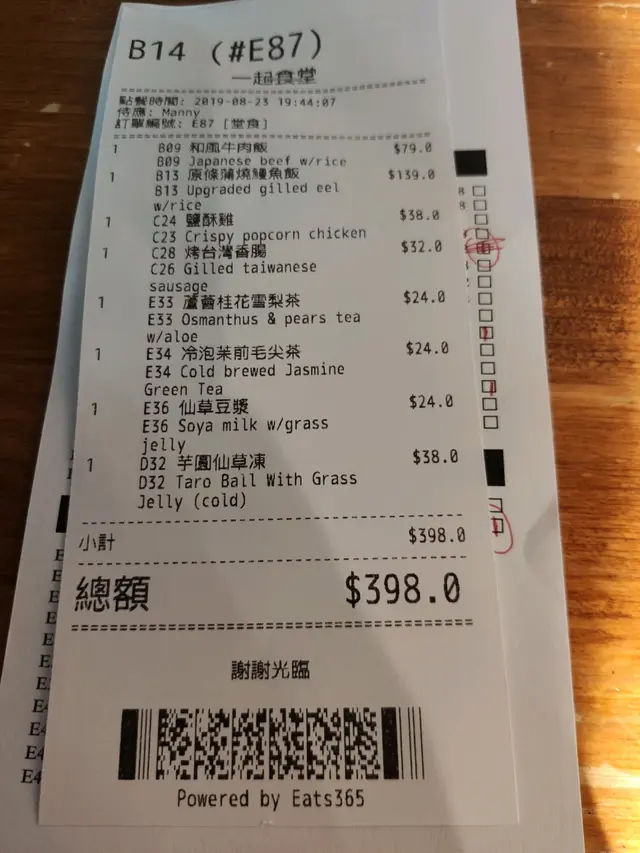 B14 (#E87)
一起食堂
點餐時間: 2019-08-23 19:44:07
侍應: Manny
訂單編號: E87 [堂食]
1 B09 和風牛肉飯 $79.0
B09 Japanese beef w/rice
1 B13 原條蒲燒鰻魚飯 $139.0
B13 Upgraded gilled eel
w/rice
1 C24 鹽酥雞 $38.0
C23 Crispy popcorn chicken
1 C28 烤台灣香腸 $32.0
C26 Gilled taiwanese
sausage
1 E33 蘆薈桂花雪梨茶 $24.0
E33 Osmanthus & pears tea
w/aloe
1 E34 冷泡茉前毛尖茶 $24.0
E34 Cold brewed Jasmine
Green Tea
1 E36 仙草豆漿 $24.0
E36 Soya milk w/grass
jelly
1 D32 芋圓仙草凍 $38.0
D32 Taro Ball With Grass
Jelly (cold)
小計 $398.0
總額 $398.0
謝謝光臨
Powered by Eats365